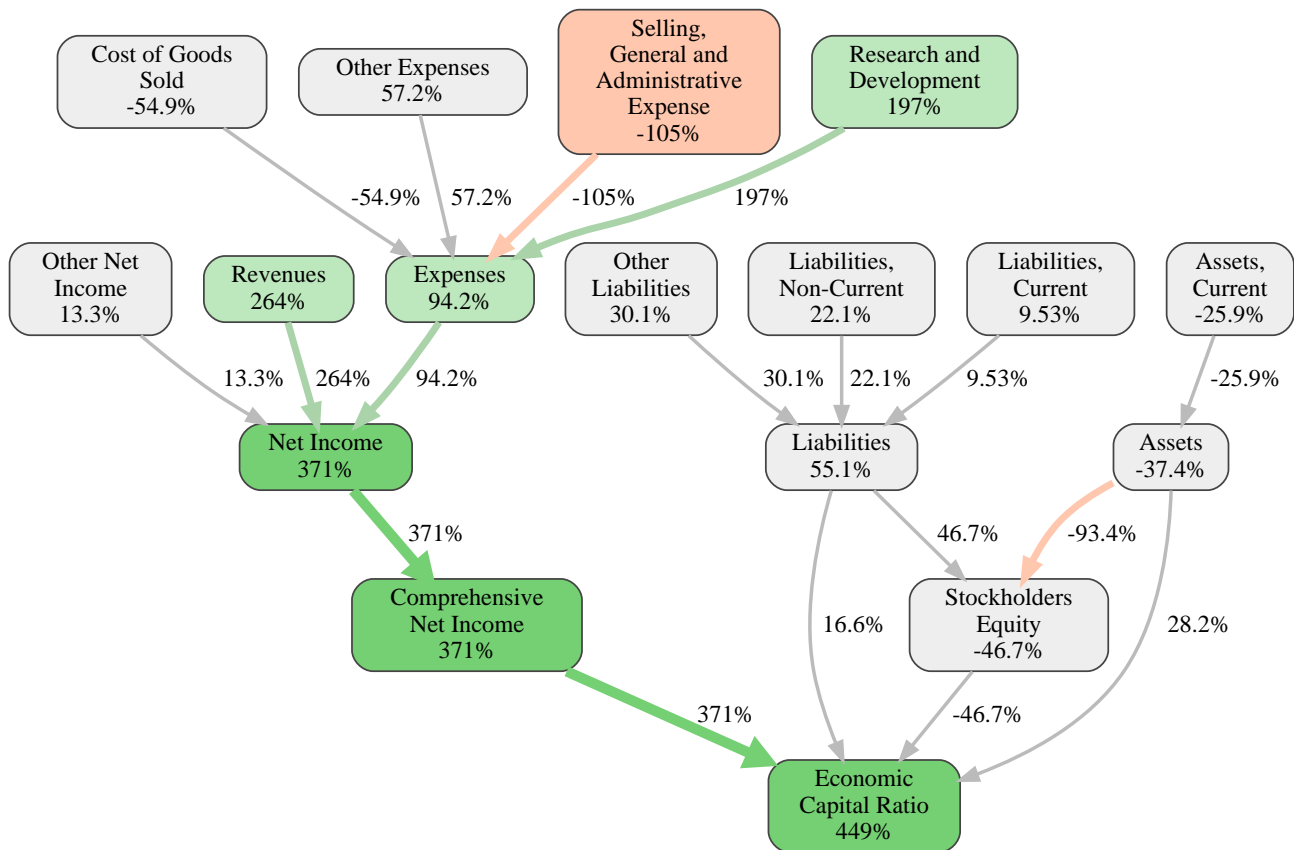 Cost of Goods
Sold
-54.9%
Other Expenses
57.2%
Selling,
General and
Administrative
Expense
-105%
Research and
Development
197%
-54.9%
57.2%
-105%
197%
Other Net
Income
13.3%
Revenues
264%
Expenses
94.2%
Other
Liabilities
30.1%
Liabilities,
Non-Current
22.1%
Liabilities,
Current
9.53%
Assets,
Current
-25.9%
13.3%
264%
94.2%
30.1%
22.1%
9.53%
-25.9%
Net Income
371%
Liabilities
55.1%
Assets
-37.4%
371%
46.7%
-93.4%
Comprehensive
Net Income
371%
16.6%
Stockholders
Equity
-46.7%
28.2%
371%
-46.7%
Economic
Capital Ratio
449%